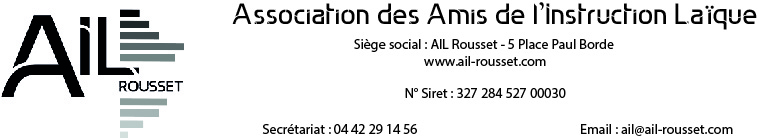 AIL
ROUSSET
Association des Amis de l'Instruction Laïque
Siège social : AIL Rousset - 5 Place Paul Borde
www.ail-rousset.com
N° Siret : 327 284 527 00030
Secrétariat : 04 42 29 14 56 Email : ail@ail-rousset.com